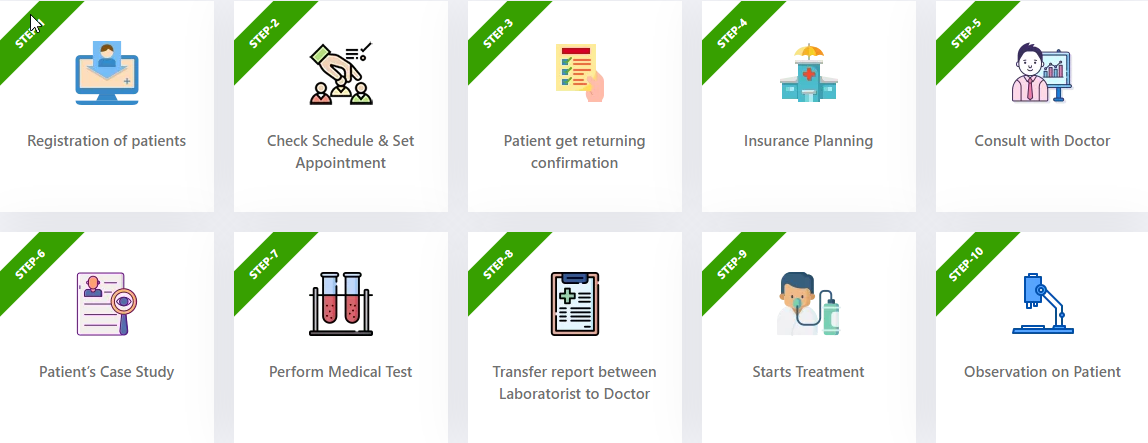 STEP-1
STEP-2
STEP-3
STEP-4
STEP-5
Registration of patients
Check Schedule & Set
Appointment
Patient get returning
confirmation
Insurance Planning
Consult with Doctor
STEP-6
STEP-7
STEP-8
STEP-9
STEP-10
Patient’s Case Study
Perform Medical Test
Transfer report between
Laboratorist to Doctor
Starts Treatment
Observation on Patient